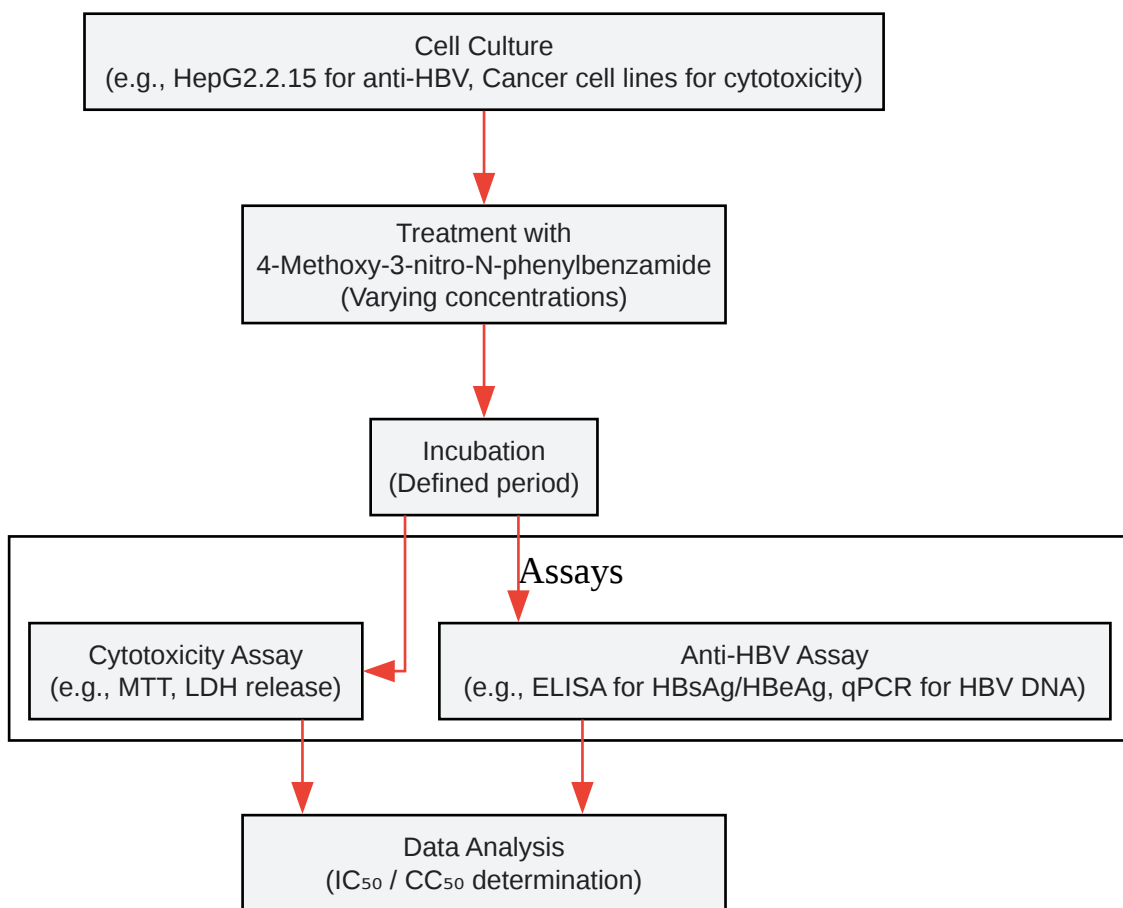 Cell Culture
(e.g., HepG2.2.15 for anti-HBV, Cancer cell lines for cytotoxicity)
Treatment with
4-Methoxy-3-nitro-N-phenylbenzamide
(Varying concentrations)
Incubation
(Defined period)
Assays
Cytotoxicity Assay
(e.g., MTT, LDH release)
Anti-HBV Assay
(e.g., ELISA for HBsAg/HBeAg, qPCR for HBV DNA)
Data Analysis
(IC₅₀ / CC₅₀ determination)